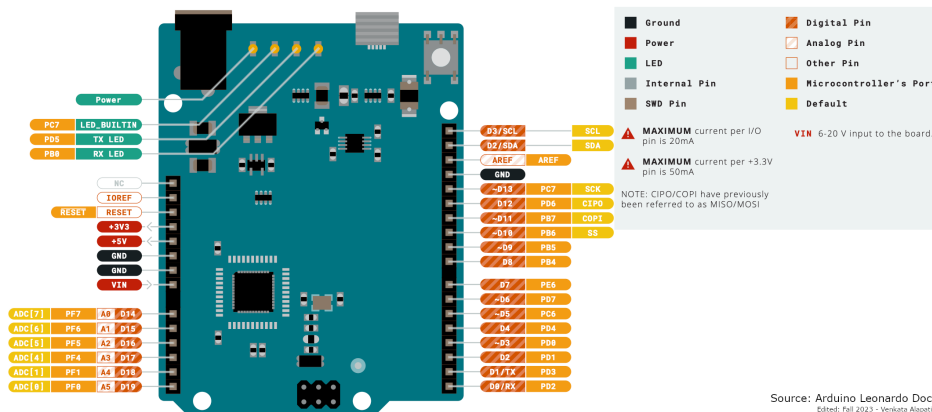 Power
PC7 LED_BUILTIN
PD5 TX LED
PB0 RX LED
NC
IOREF
RESET RESET
+3V3
+5V
GND
GND
VIN
ADC[7] PF7 A0 D14
ADC[6] PF6 A1 D15
ADC[5] PF5 A2 D16
ADC[4] PF4 A3 D17
ADC[1] PF1 A4 D18
ADC[0] PF0 A5 D19
D3/SCL SCL
D2/SDA SDA
AREF AREF
GND
~D13 PC7 SCK
D12 PD6 CIPO
~D11 PB7 COPI
~D10 PB6 SS
~D9 PB5
D8 PB4
D7 PE6
~D6 PD7
~D5 PC6
D4 PD4
~D3 PD0
D2 PD1
D1/TX PD3
D0/RX PD2
Ground
Power
LED
Internal Pin
SWD Pin
Digital Pin
Analog Pin
Other Pin
Microcontroller's Port
Default
MAXIMUM current per I/O
pin is 20mA
MAXIMUM current per +3.3V
pin is 50mA
VIN 6-20 V input to the board.
NOTE: CIPO/COPI have previously
been referred to as MISO/MOSI
Source: Arduino Leonardo Doc
Edited: Fall 2023 - Venkata Alapati